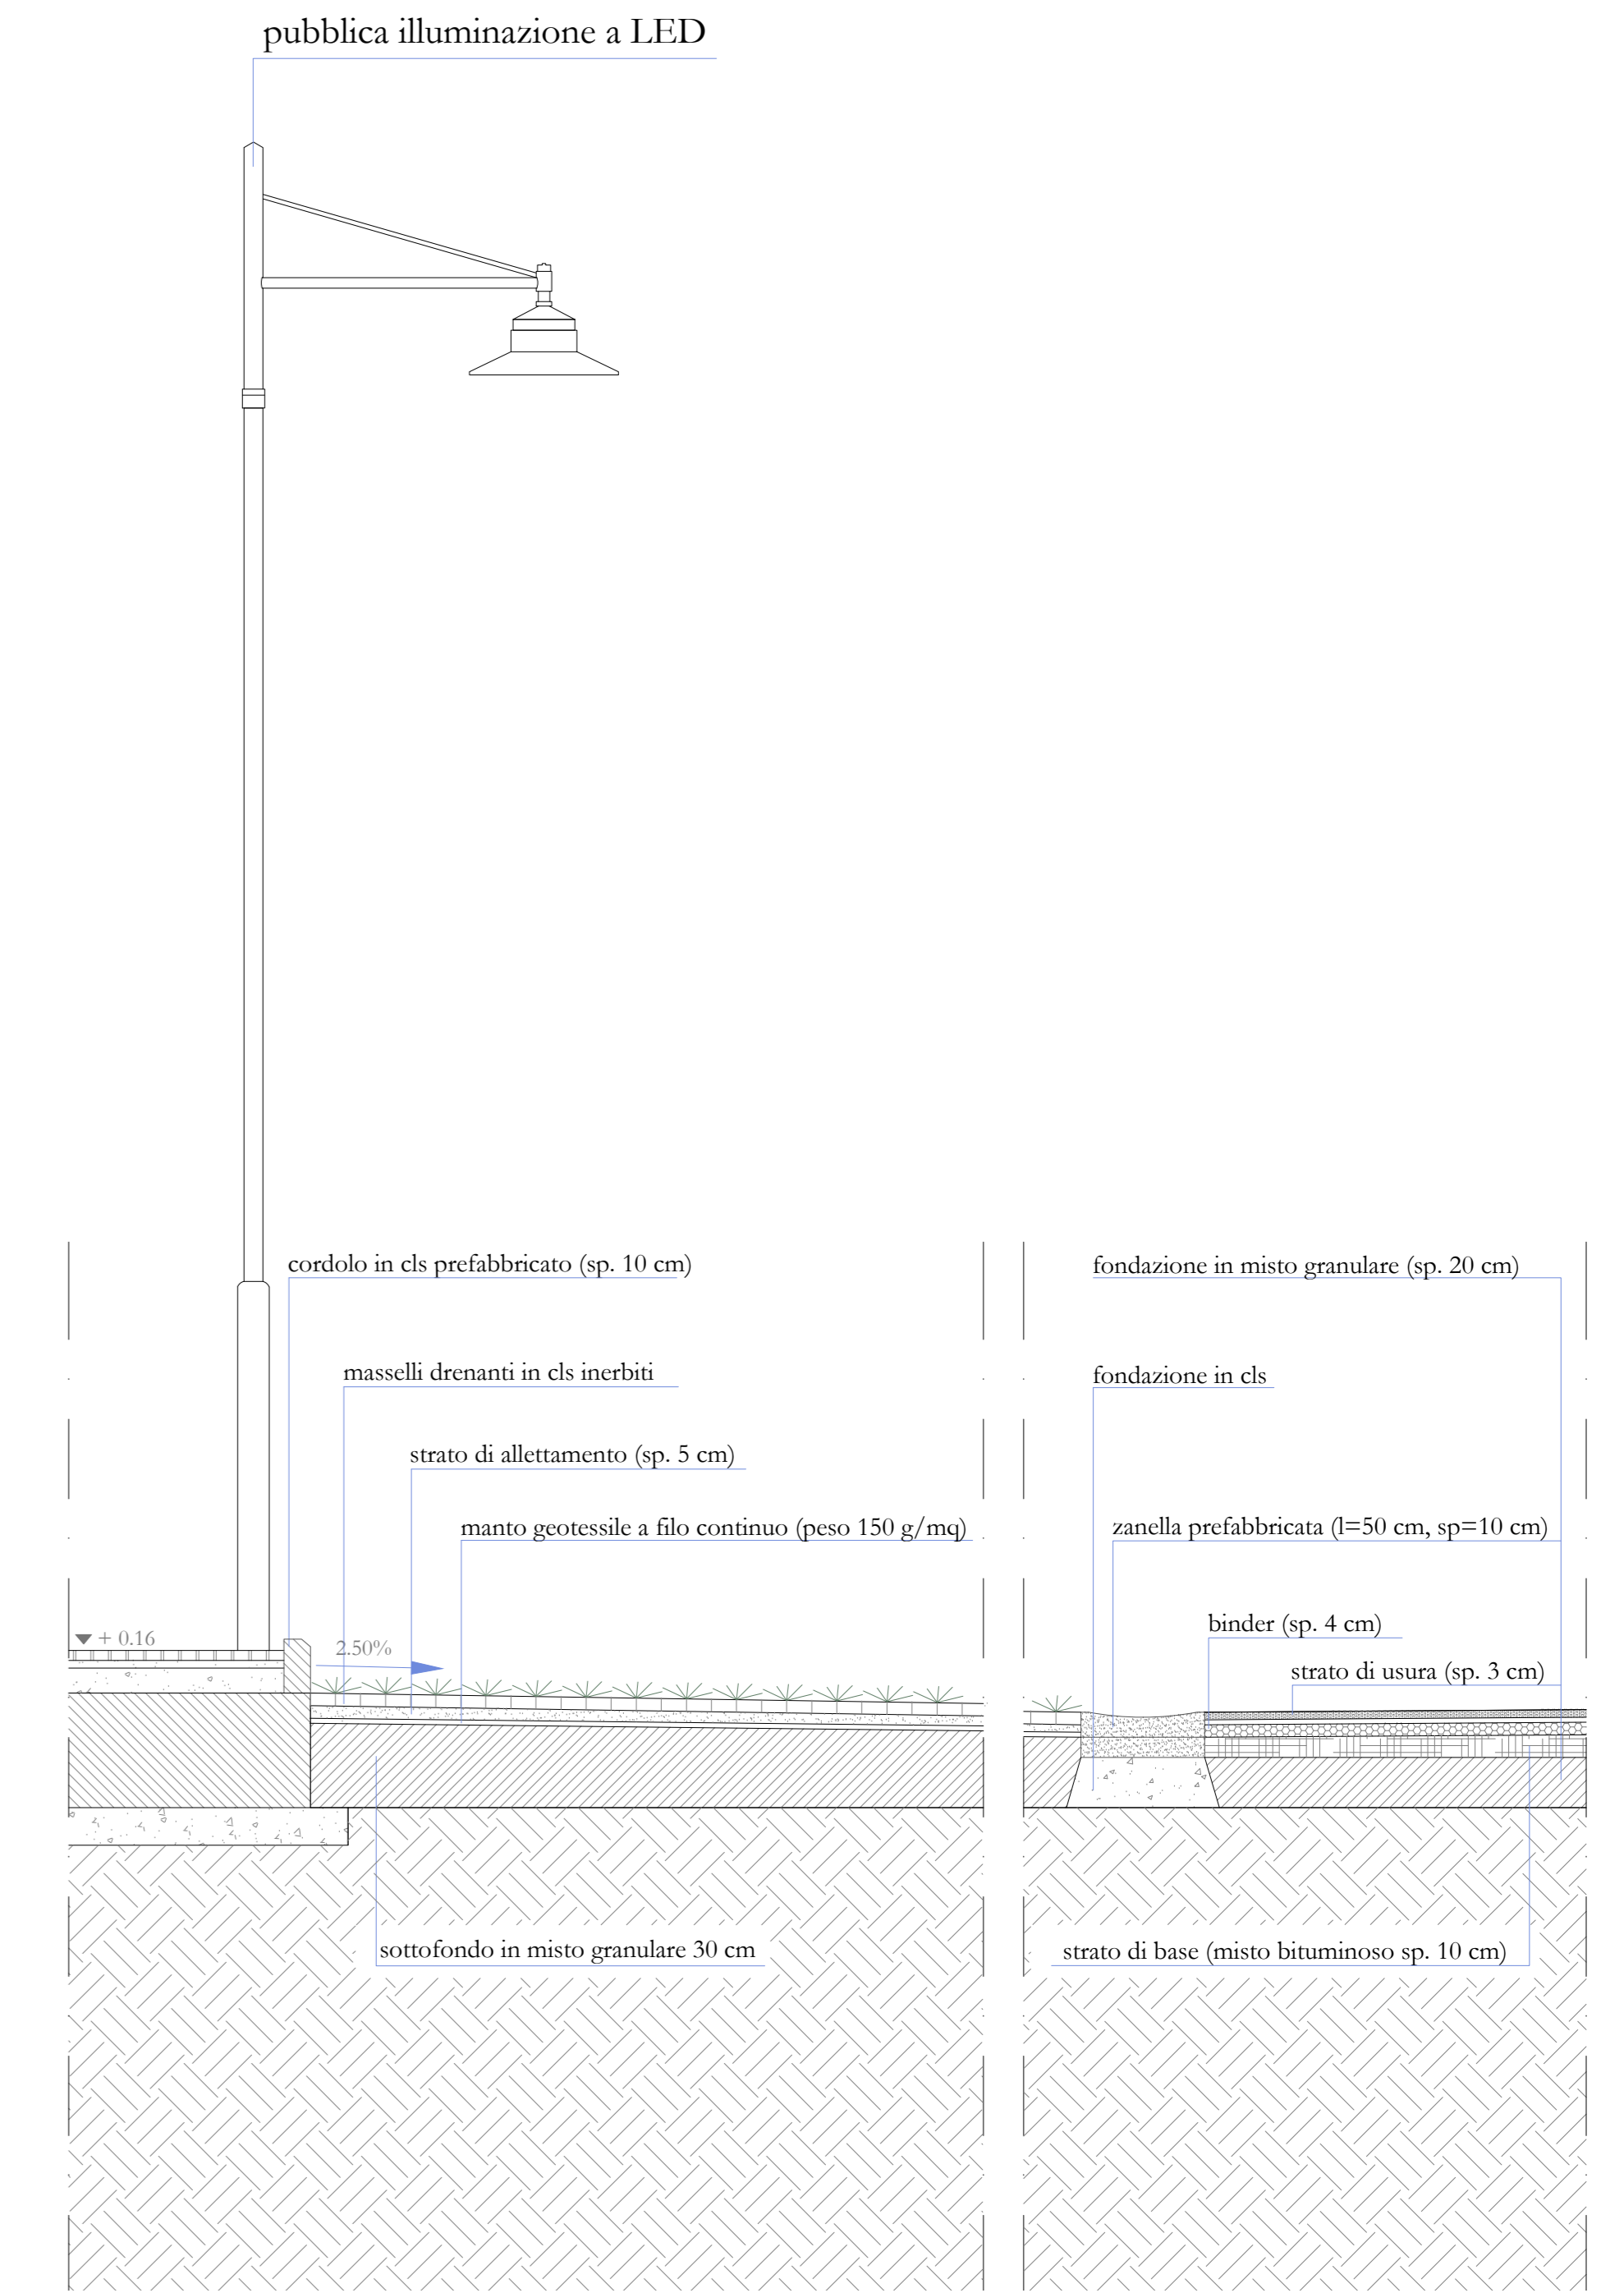 pubblica illuminazione a LED
cordolo in cls prefabbricato (sp. 10 cm)
masselli drenanti in cls inerbiti
strato di allettamento (sp. 5 cm)
manto geotessile a filo continuo (peso 150 g/mq)
+ 0.16
2.50%
sottofondo in misto granulare 30 cm
fondazione in misto granulare (sp. 20 cm)
fondazione in cls
zanella prefabbricata (l=50 cm, sp=10 cm)
binder (sp. 4 cm)
strato di usura (sp. 3 cm)
strato di base (misto bituminoso sp. 10 cm)